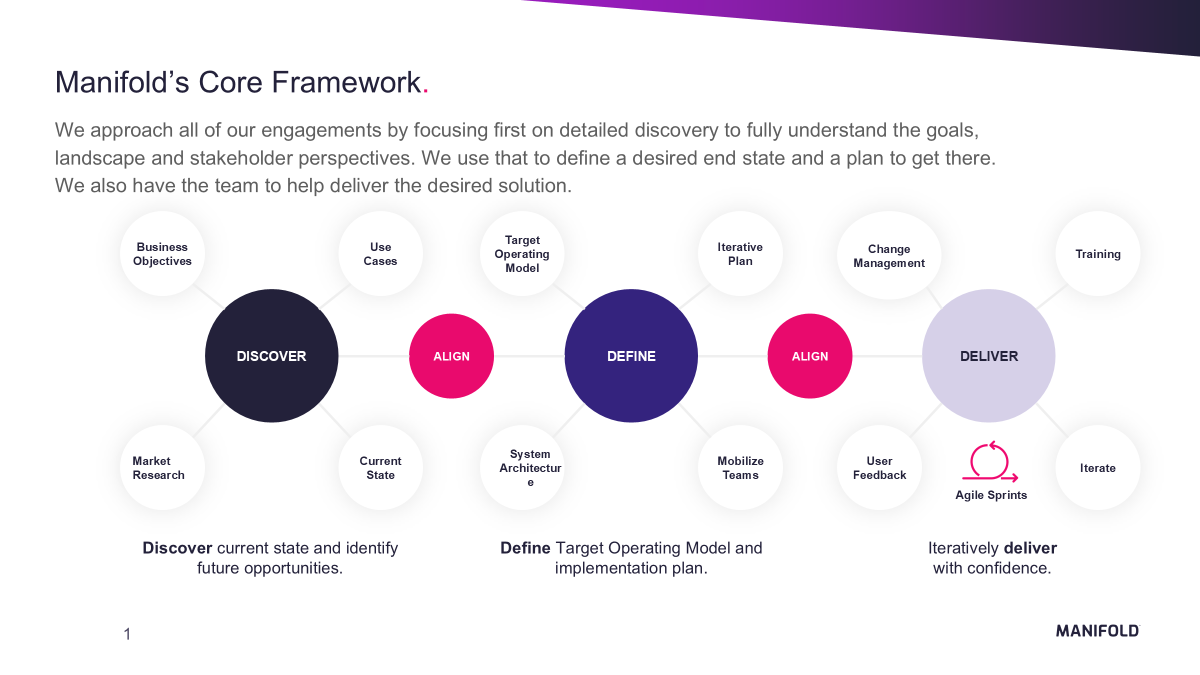 Manifold’s Core Framework.
We approach all of our engagements by focusing first on detailed discovery to fully understand the goals,
landscape and stakeholder perspectives. We use that to define a desired end state and a plan to get there.
We also have the team to help deliver the desired solution.
Business
Objectives
Use
Cases
Target
Operating
Model
Iterative
Plan
Change
Management
Training
DISCOVER
ALIGN
DEFINE
ALIGN
DELIVER
Market
Research
Current
State
System
Architectur
e
Mobilize
Teams
User
Feedback
Agile Sprints
Iterate
Discover current state and identify
future opportunities.
Define Target Operating Model and
implementation plan.
Iteratively deliver
with confidence.
1
MANIFOLD